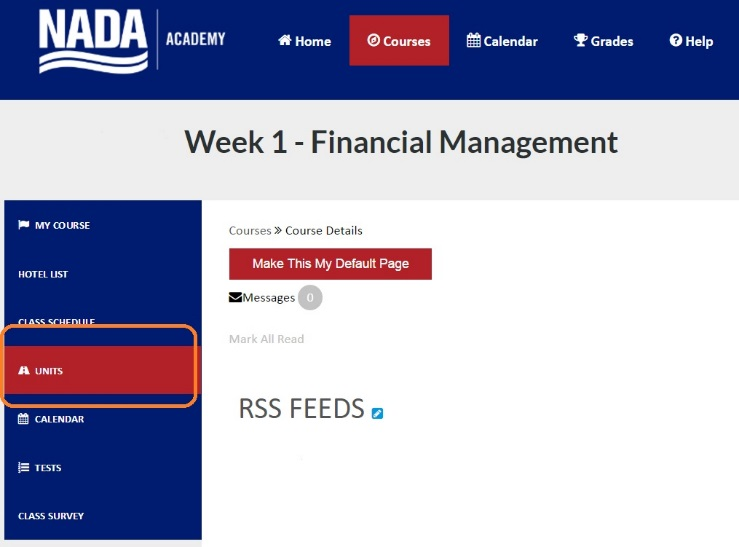 NADA ACADEMY
Home Courses Calendar Grades Help
Week 1 - Financial Management
MY COURSE
HOTEL LIST
CLASS SCHEDULE
UNITS
CALENDAR
TESTS
CLASS SURVEY
Courses » Course Details
Make This My Default Page
Messages 0
Mark All Read
RSS FEEDS